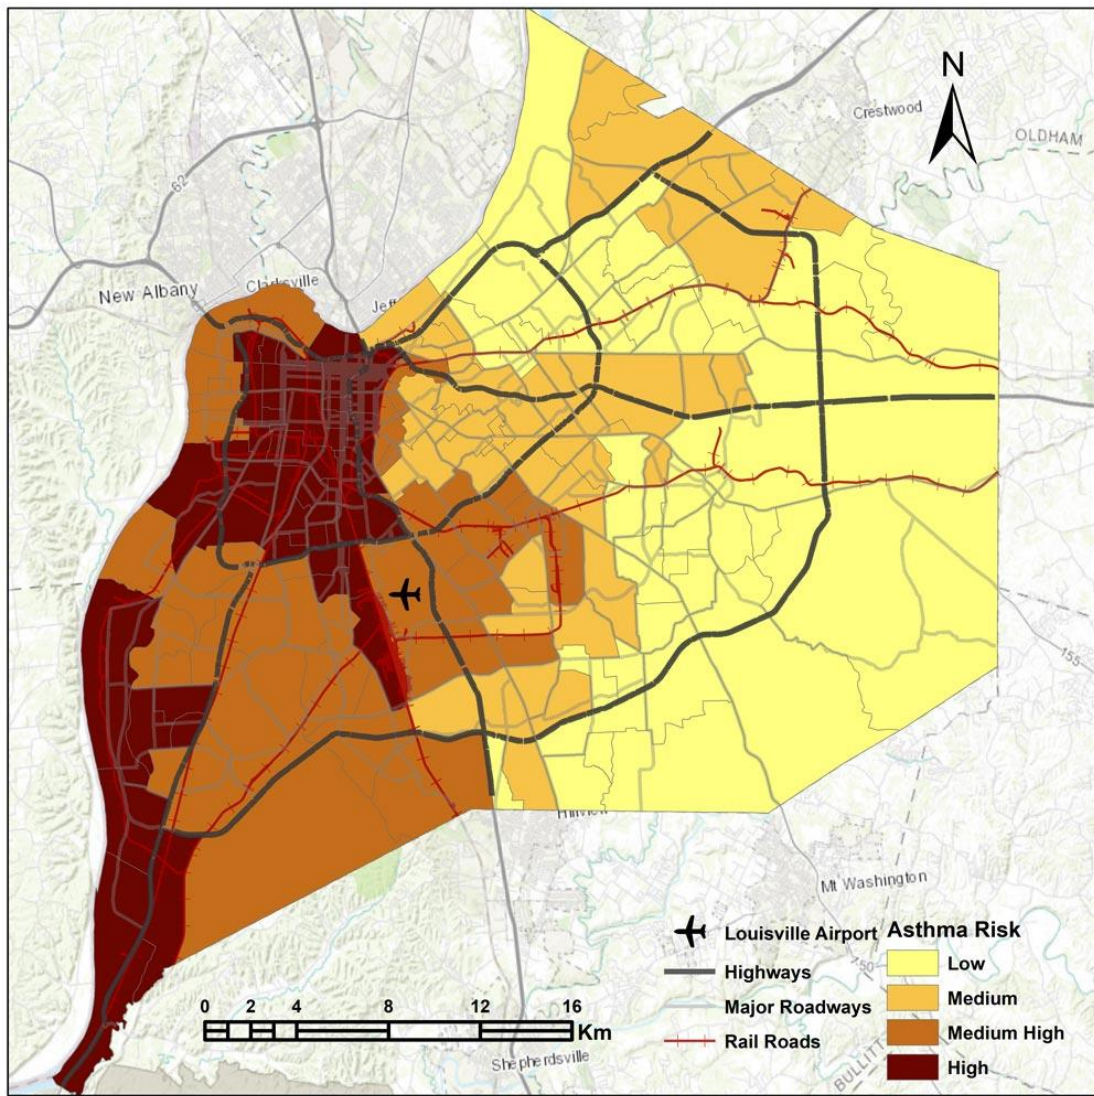 N
Crestwood
OLDHAM
62
New Albany
Clarksville
155
Mt Washington
Louisville Airport
Highways
Major Roadways
Rail Roads
Asthma Risk
Low
Medium
Medium High
High
0 2 4 8 12 16
Km
Shepherdsville
BULLITT